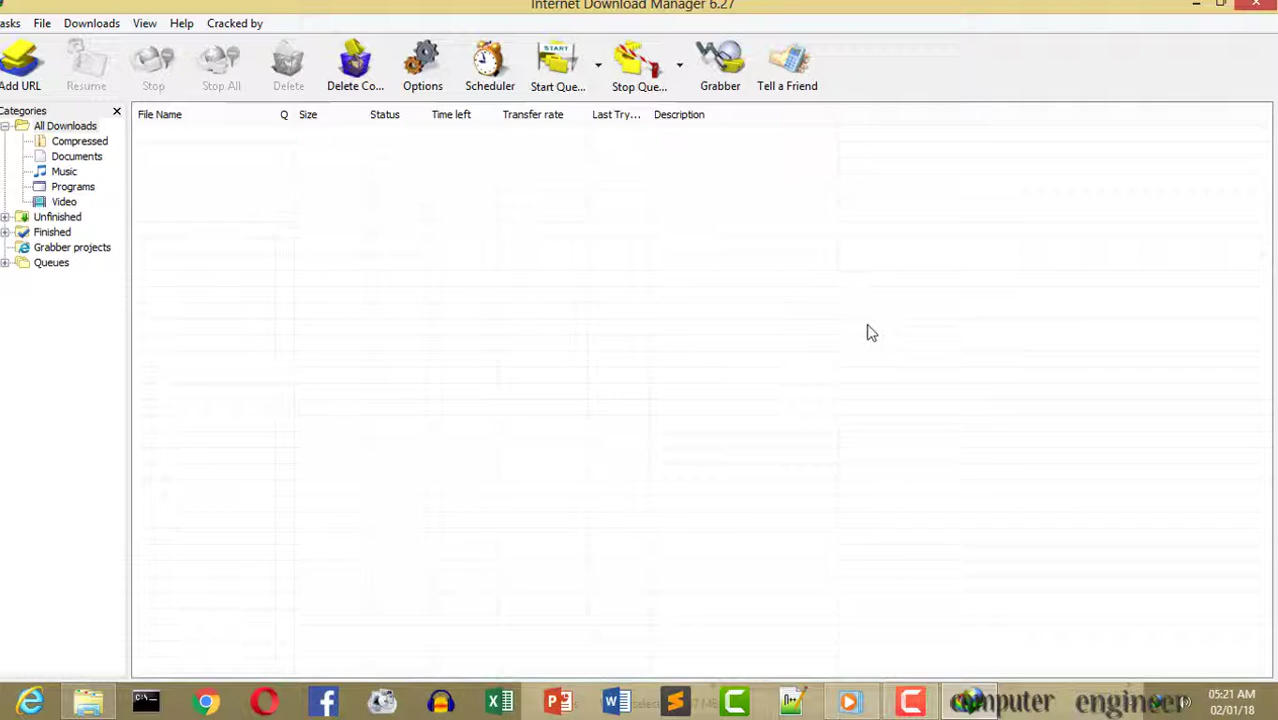 Internet Download Manager 6.27
asks File Downloads View Help Cracked by
Add URL Resume Stop Stop All Delete Delete Co... Options Scheduler Start Que... Stop Que... Grabber Tell a Friend
Categories
File Name Q Size Status Time left Transfer rate Last Try... Description
All Downloads
Compressed
Documents
Music
Programs
Video
Unfinished
Finished
Grabber projects
Queues
computer engineer
05:21 AM
02/01/18